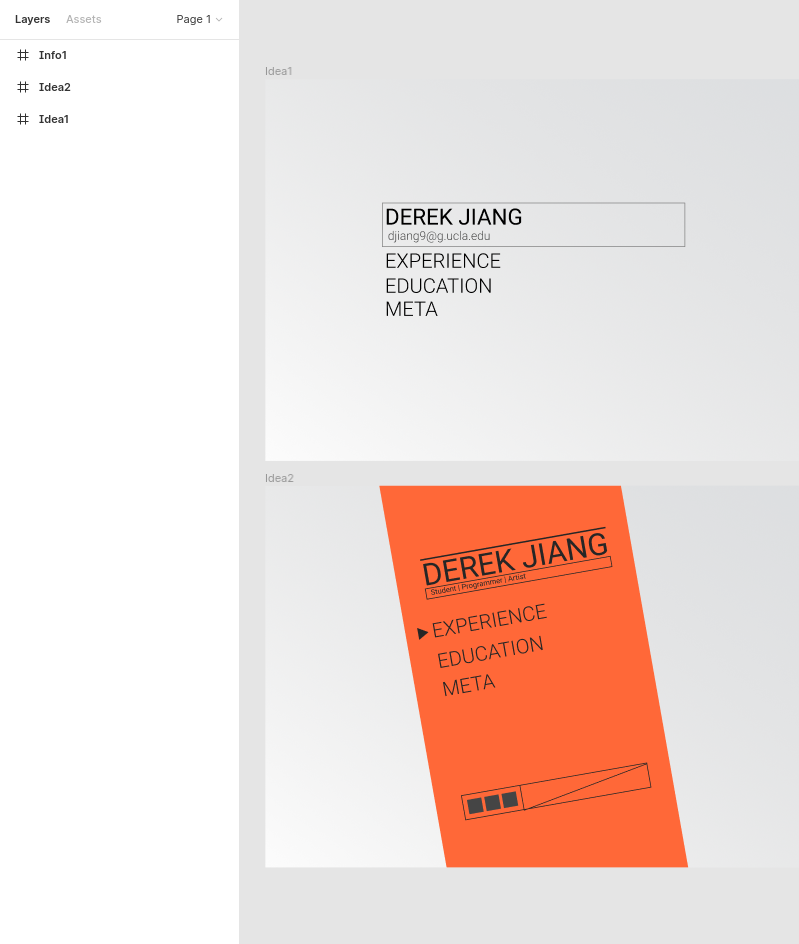 Layers Assets Page 1
Info1
Idea2
Idea1
Idea1
DEREK JIANG
djiang9@g.ucla.edu
EXPERIENCE
EDUCATION
META
Idea2
DEREK JIANG
Student | Programmer | Artist
EXPERIENCE
EDUCATION
META